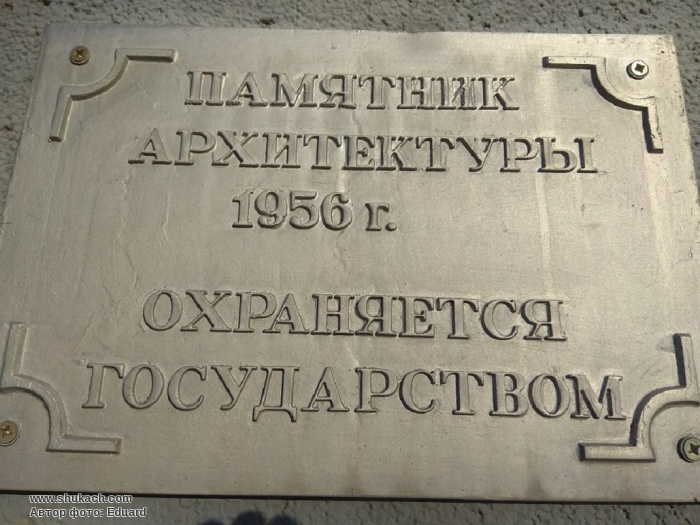 ПАМЯТНИК
АРХИТЕКТУРЫ
1956 г.
ОХРАНЯЕТСЯ
ГОСУДАРСТВОМ
www.shukach.com
Автор фото: Eduard